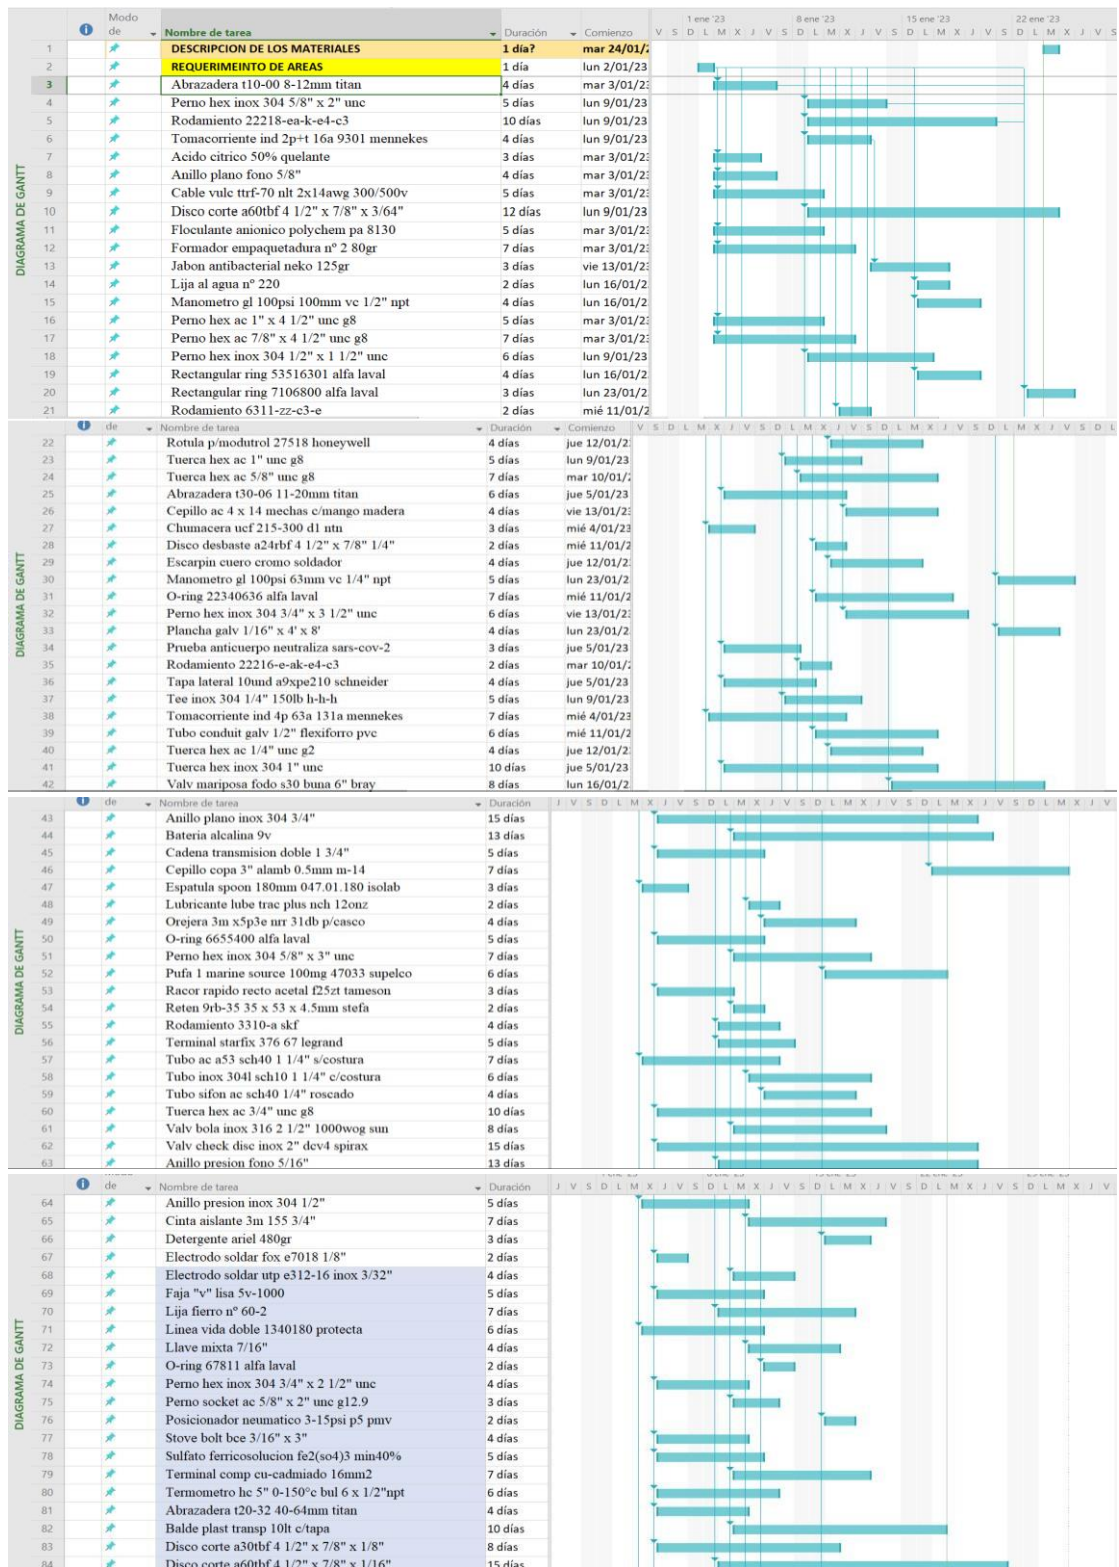 Modo de Nombre de tarea Duración Comienzo 1 ene '23 8 ene '23 15 ene '23 22 ene '23
V S D L M X J V S D L M X J V S D L M X J V S D L M X J V S
DIAGRAMA DE GANTT
1 DESCRIPCION DE LOS MATERIALES 1 día? mar 24/01/2
2 REQUERIMEINTO DE AREAS 1 día lun 2/01/23
3 Abrazadera t10-00 8-12mm titan 4 días mar 3/01/23
4 Perno hex inox 304 5/8" x 2" unc 5 días lun 9/01/23
5 Rodamiento 22218-ea-k-e4-c3 10 días lun 9/01/23
6 Tomacorriente ind 2p+t 16a 9301 mennekes 4 días lun 9/01/23
7 Acido citrico 50% quelante 3 días mar 3/01/23
8 Anillo plano fono 5/8" 4 días mar 3/01/23
9 Cable vulc ttrf-70 nlt 2x14awg 300/500v 5 días mar 3/01/23
10 Disco corte a60tbf 4 1/2" x 7/8" x 3/64" 12 días lun 9/01/23
11 Floculante anionico polychem pa 8130 5 días mar 3/01/23
12 Formador empaquetadura nº 2 80gr 7 días mar 3/01/23
13 Jabon antibacterial neko 125gr 3 días vie 13/01/23
14 Lija al agua nº 220 2 días lun 16/01/2
15 Manometro gl 100psi 100mm vc 1/2" npt 4 días lun 16/01/2
16 Perno hex ac 1" x 4 1/2" unc g8 5 días mar 3/01/23
17 Perno hex ac 7/8" x 4 1/2" unc g8 7 días mar 3/01/23
18 Perno hex inox 304 1/2" x 1 1/2" unc 6 días lun 9/01/23
19 Rectangular ring 53516301 alfa laval 4 días lun 16/01/2
20 Rectangular ring 7106800 alfa laval 3 días lun 23/01/2
21 Rodamiento 6311-zz-c3-e 2 días mié 11/01/2
de Nombre de tarea Duración Comienzo V S D L M X J V S D L M X J V S D L M X J V S D L M X J V S D L
DIAGRAMA DE GANTT
22 Rotula p/modutrol 27518 honeywell 4 días jue 12/01/2
23 Tuerca hex ac 1" unc g8 5 días lun 9/01/23
24 Tuerca hex ac 5/8" unc g8 7 días mar 10/01/2
25 Abrazadera t30-06 11-20mm titan 6 días jue 5/01/23
26 Cepillo ac 4 x 14 mechas c/mango madera 4 días vie 13/01/2
27 Chumacera ucf 215-300 d1 ntn 3 días mié 4/01/23
28 Disco desbaste a24rbf 4 1/2" x 7/8" 1/4" 2 días mié 11/01/2
29 Escarpin cuero cromo soldador 4 días jue 12/01/2
30 Manometro gl 100psi 63mm vc 1/4" npt 5 días lun 23/01/2
31 O-ring 22340636 alfa laval 7 días mié 11/01/2
32 Perno hex inox 304 3/4" x 3 1/2" unc 6 días vie 13/01/2
33 Plancha galv 1/16" x 4' x 8' 4 días lun 23/01/2
34 Prueba anticuerpo neutraliza sars-cov-2 3 días jue 5/01/23
35 Rodamiento 22216-e-ak-e4-c3 2 días mar 10/01/2
36 Tapa lateral 10und a9xpe210 schneider 4 días jue 5/01/23
37 Tee inox 304 1/4" 150lb h-h-h 5 días lun 9/01/23
38 Tomacorriente ind 4p 63a 131a mennekes 7 días mié 4/01/23
39 Tubo conduit galv 1/2" flexiforro pvc 6 días mié 11/01/2
40 Tuerca hex ac 1/4" unc g2 4 días jue 12/01/2
41 Tuerca hex inox 304 1" unc 10 días jue 5/01/23
42 Valv mariposa fodo s30 buna 6" bray 8 días lun 16/01/2
de Nombre de tarea Duración J V S D L M X J V S D L M X J V S D L M X J V S D L M X J V S D L M X J V
DIAGRAMA DE GANTT
43 Anillo plano inox 304 3/4" 15 días
44 Bateria alcalina 9v 13 días
45 Cadena transmision doble 1 3/4" 5 días
46 Cepillo copa 3" alamb 0.5mm m-14 7 días
47 Espatula spoon 180mm 047.01.180 isolab 3 días
48 Lubricante lube trac plus nch 12onz 2 días
49 Orejera 3m x5p3e nrr 31db p/casco 4 días
50 O-ring 6655400 alfa laval 5 días
51 Perno hex inox 304 5/8" x 3" unc 7 días
52 Pufa 1 marine source 100mg 47033 supelco 6 días
53 Racor rapido recto acetal f25zt tameson 3 días
54 Reten 9rb-35 35 x 53 x 4.5mm stefa 2 días
55 Rodamiento 3310-a skf 4 días
56 Terminal starfix 376 67 legrand 5 días
57 Tubo ac a53 sch40 1 1/4" s/costura 7 días
58 Tubo inox 304l sch10 1 1/4" c/costura 6 días
59 Tubo sifon ac sch40 1/4" roscado 4 días
60 Tuerca hex ac 3/4" unc g8 10 días
61 Valv bola inox 316 2 1/2" 1000wog sun 8 días
62 Valv check disc inox 2" dcv4 spirax 15 días
63 Anillo presion fono 5/16" 13 días
de Nombre de tarea Duración J V S D L M X J V S D L M X J V S D L M X J V S D L M X J V S D L M X J V
DIAGRAMA DE GANTT
64 Anillo presion inox 304 1/2" 5 días
65 Cinta aislante 3m 155 3/4" 7 días
66 Detergente ariel 480gr 3 días
67 Electrodo soldar fox e7018 1/8" 2 días
68 Electrodo soldar utp e312-16 inox 3/32" 4 días
69 Faja "v" lisa 5v-1000 5 días
70 Lija fierro nº 60-2 7 días
71 Linea vida doble 1340180 protecta 6 días
72 Llave mixta 7/16" 4 días
73 O-ring 67811 alfa laval 2 días
74 Perno hex inox 304 3/4" x 2 1/2" unc 4 días
75 Perno socket ac 5/8" x 2" unc g12.9 3 días
76 Posicionador neumatico 3-15psi p5 pmv 2 días
77 Stove bolt bce 3/16" x 3" 4 días
78 Sulfato ferricosolucion fe2(so4)3 min40% 5 días
79 Terminal comp cu-cadmiado 16mm2 7 días
80 Termometro hc 5" 0-150°c bul 6 x 1/2"npt 6 días
81 Abrazadera t20-32 40-64mm titan 4 días
82 Balde plast transp 10lt c/tapa 10 días
83 Disco corte a30tbf 4 1/2" x 7/8" x 1/8" 8 días
84 Disco corte a60tbf 4 1/2" x 7/8" x 1/16" 15 días